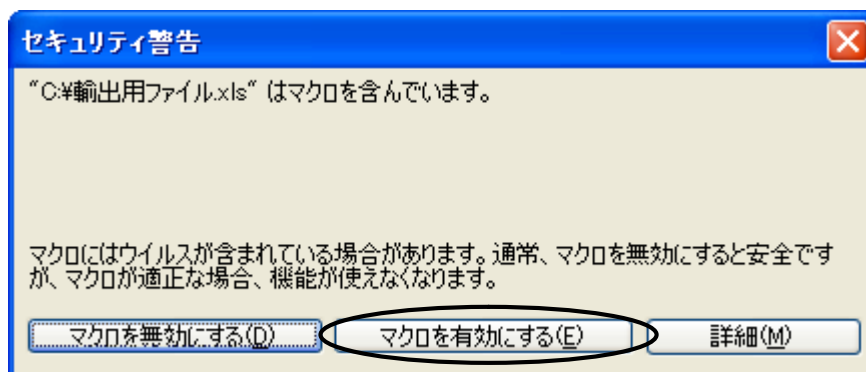 セキュリティ警告
"C:¥輸出用ファイル.xls" はマクロを含んでいます。
マクロにはウイルスが含まれている場合があります。通常、マクロを無効にすると安全です
が、マクロが適正な場合、機能が使えなくなります。
マクロを無効にする(D) マクロを有効にする(E) 詳細(M)